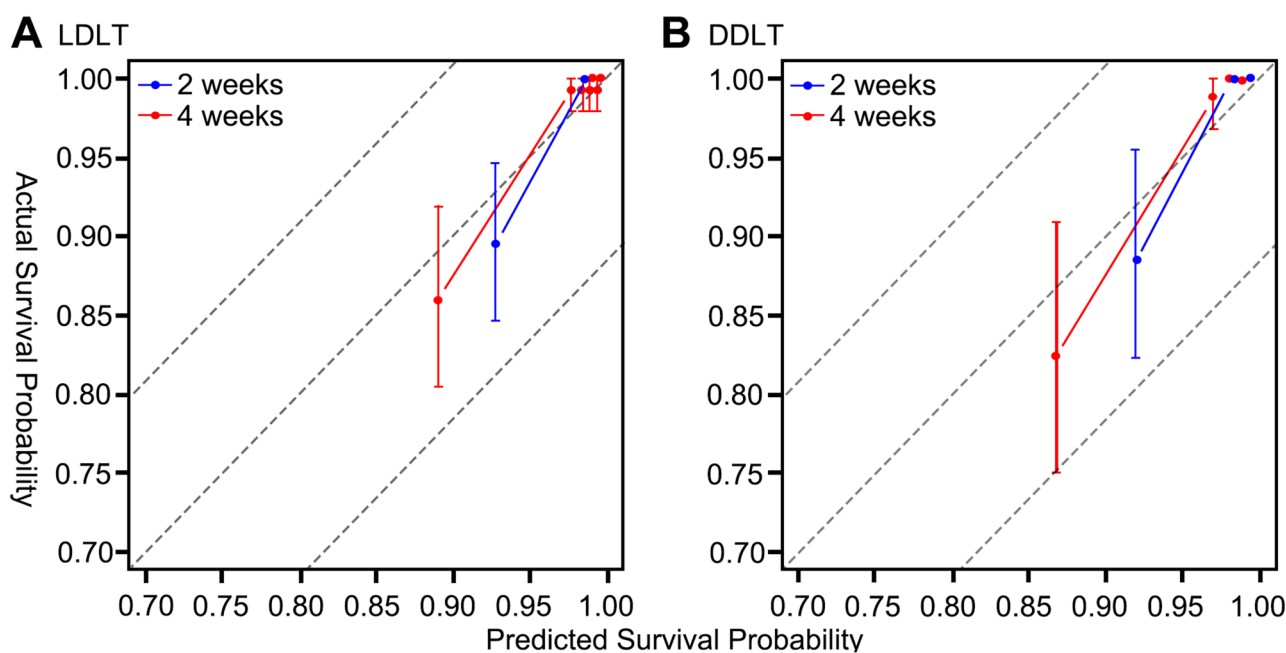 A LDLT
2 weeks
4 weeks
1.00
0.95
0.90
0.85
0.80
0.75
0.70
0.70 0.75 0.80 0.85 0.90 0.95 1.00
Actual Survival Probability
B DDLT
2 weeks
4 weeks
1.00
0.95
0.90
0.85
0.80
0.75
0.70
0.70 0.75 0.80 0.85 0.90 0.95 1.00
Predicted Survival Probability